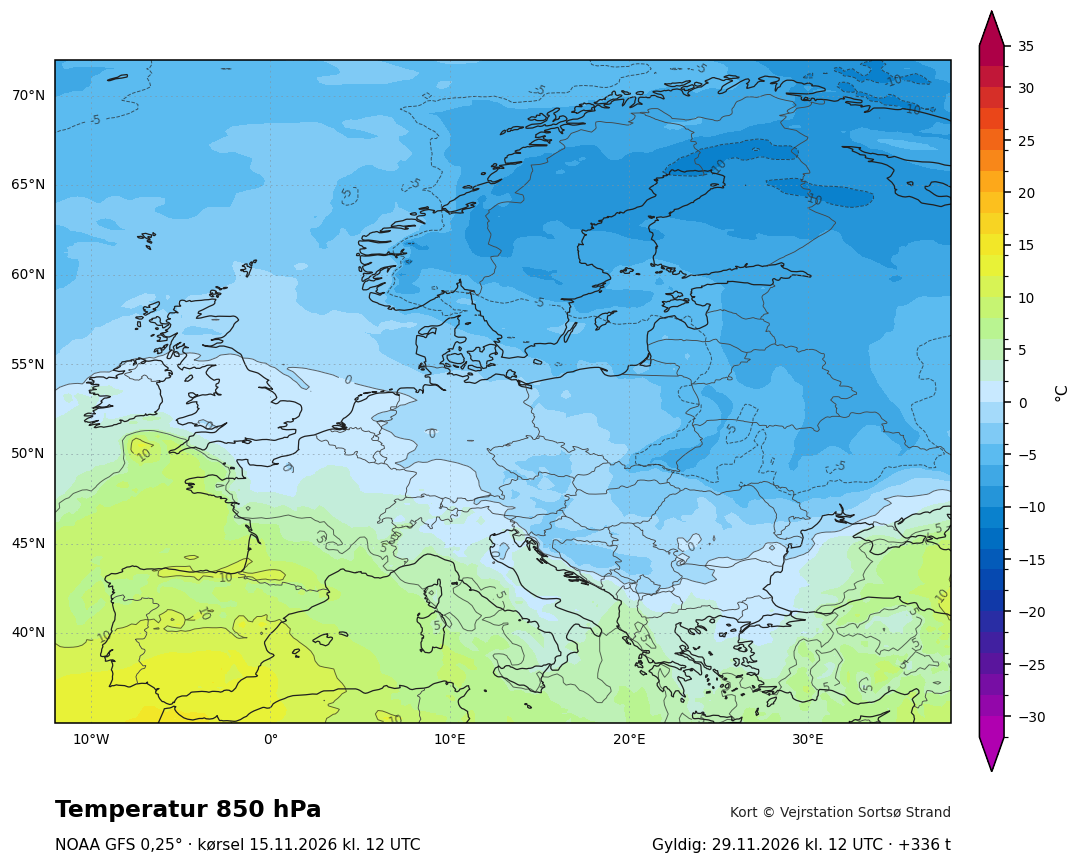 35
30
25
20
15
10
5
0
−5
−10
−15
−20
−25
−30
°C
70°N
65°N
60°N
55°N
50°N
45°N
40°N
10°W
0°
10°E
20°E
30°E
Temperatur 850 hPa
Kort © Vejrstation Sortsø Strand
NOAA GFS 0,25° · kørsel 15.11.2026 kl. 12 UTC
Gyldig: 29.11.2026 kl. 12 UTC · +336 t